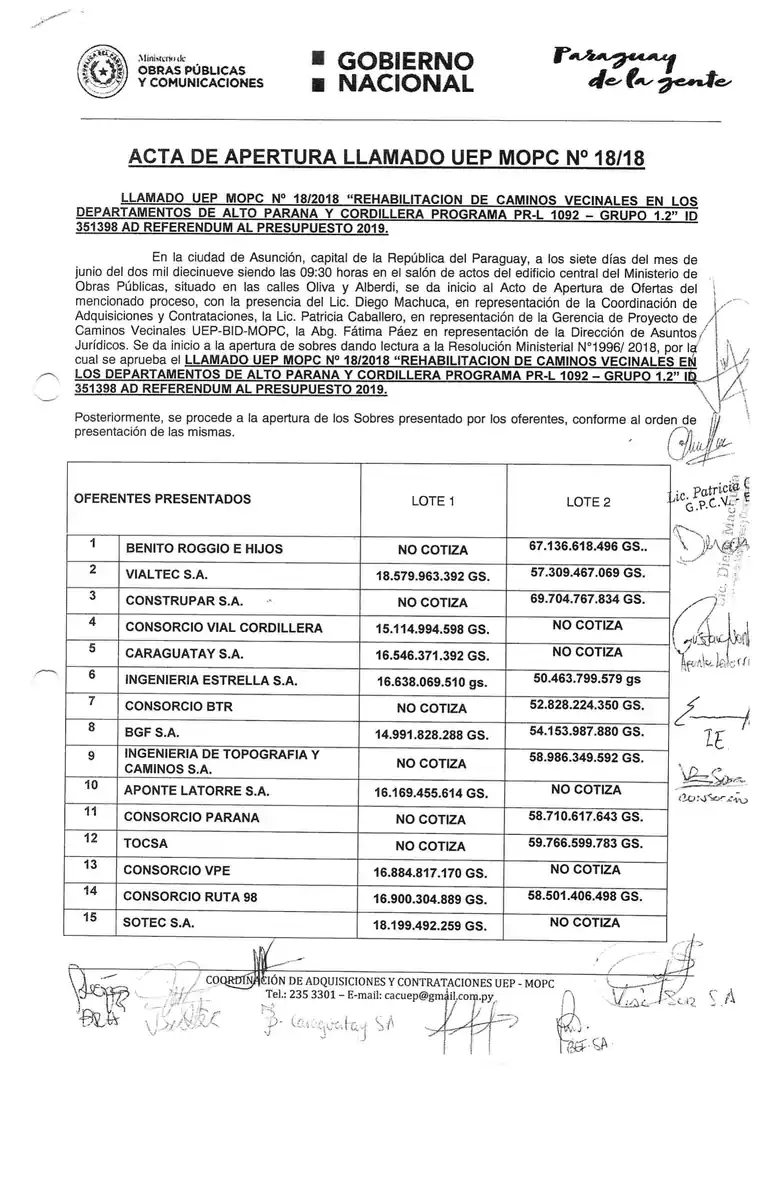 Ministerio de
OBRAS PÚBLICAS
Y COMUNICACIONES
GOBIERNO
NACIONAL
Paraguay
de la gente
ACTA DE APERTURA LLAMADO UEP MOPC Nº 18/18
LLAMADO UEP MOPC Nº 18/2018 “REHABILITACION DE CAMINOS VECINALES EN LOS
DEPARTAMENTOS DE ALTO PARANA Y CORDILLERA PROGRAMA PR-L 1092 – GRUPO 1.2” ID
351398 AD REFERENDUM AL PRESUPUESTO 2019.
En la ciudad de Asunción, capital de la República del Paraguay, a los siete días del mes de
junio del dos mil diecinueve siendo las 09:30 horas en el salón de actos del edificio central del Ministerio de
Obras Públicas, situado en las calles Oliva y Alberdi, se da inicio al Acto de Apertura de Ofertas del
mencionado proceso, con la presencia del Lic. Diego Machuca, en representación de la Coordinación de
Adquisiciones y Contrataciones, la Lic. Patricia Caballero, en representación de la Gerencia de Proyecto de
Caminos Vecinales UEP-BID-MOPC, la Abg. Fátima Páez en representación de la Dirección de Asuntos
Jurídicos. Se da inicio a la apertura de sobres dando lectura a la Resolución Ministerial N°1996/ 2018, por la
cual se aprueba el LLAMADO UEP MOPC Nº 18/2018 “REHABILITACION DE CAMINOS VECINALES EN
LOS DEPARTAMENTOS DE ALTO PARANA Y CORDILLERA PROGRAMA PR-L 1092 – GRUPO 1.2” ID
351398 AD REFERENDUM AL PRESUPUESTO 2019.
Posteriormente, se procede a la apertura de los Sobres presentado por los oferentes, conforme al orden de
presentación de las mismas.
OFERENTES PRESENTADOS LOTE 1 LOTE 2
1 BENITO ROGGIO E HIJOS NO COTIZA 67.136.618.496 GS..
2 VIALTEC S.A. 18.579.963.392 GS. 57.309.467.069 GS.
3 CONSTRUPAR S.A. NO COTIZA 69.704.767.834 GS.
4 CONSORCIO VIAL CORDILLERA 15.114.994.598 GS. NO COTIZA
5 CARAGUATAY S.A. 16.546.371.392 GS. NO COTIZA
6 INGENIERIA ESTRELLA S.A. 16.638.069.510 gs. 50.463.799.579 gs
7 CONSORCIO BTR NO COTIZA 52.828.224.350 GS.
8 BGF S.A. 14.991.828.288 GS. 54.153.987.880 GS.
9 INGENIERIA DE TOPOGRAFIA Y
CAMINOS S.A. NO COTIZA 58.986.349.592 GS.
10 APONTE LATORRE S.A. 16.169.455.614 GS. NO COTIZA
11 CONSORCIO PARANA NO COTIZA 58.710.617.643 GS.
12 TOCSA NO COTIZA 59.766.599.783 GS.
13 CONSORCIO VPE 16.884.817.170 GS. NO COTIZA
14 CONSORCIO RUTA 98 16.900.304.889 GS. 58.501.406.498 GS.
15 SOTEC S.A. 18.199.492.259 GS. NO COTIZA
Lic. Patricia C
G.P.C.V. - E
Lic. Diego Machuca
IE
consorcio
COORDINACIÓN DE ADQUISICIONES Y CONTRATACIONES UEP - MOPC
Tel.: 235 3301 – E-mail: cacuep@gmail.com.py
Caraguatay SA
BGF-SA
S.A